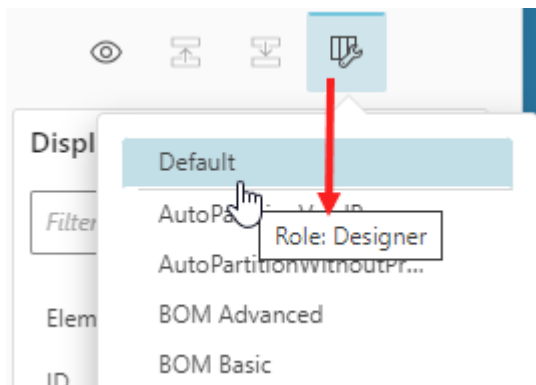 Displ
Default
Filter
AutoPa
Role: Designer
AutoPartitionWithoutPr...
Elem
BOM Advanced
ID
BOM Basic